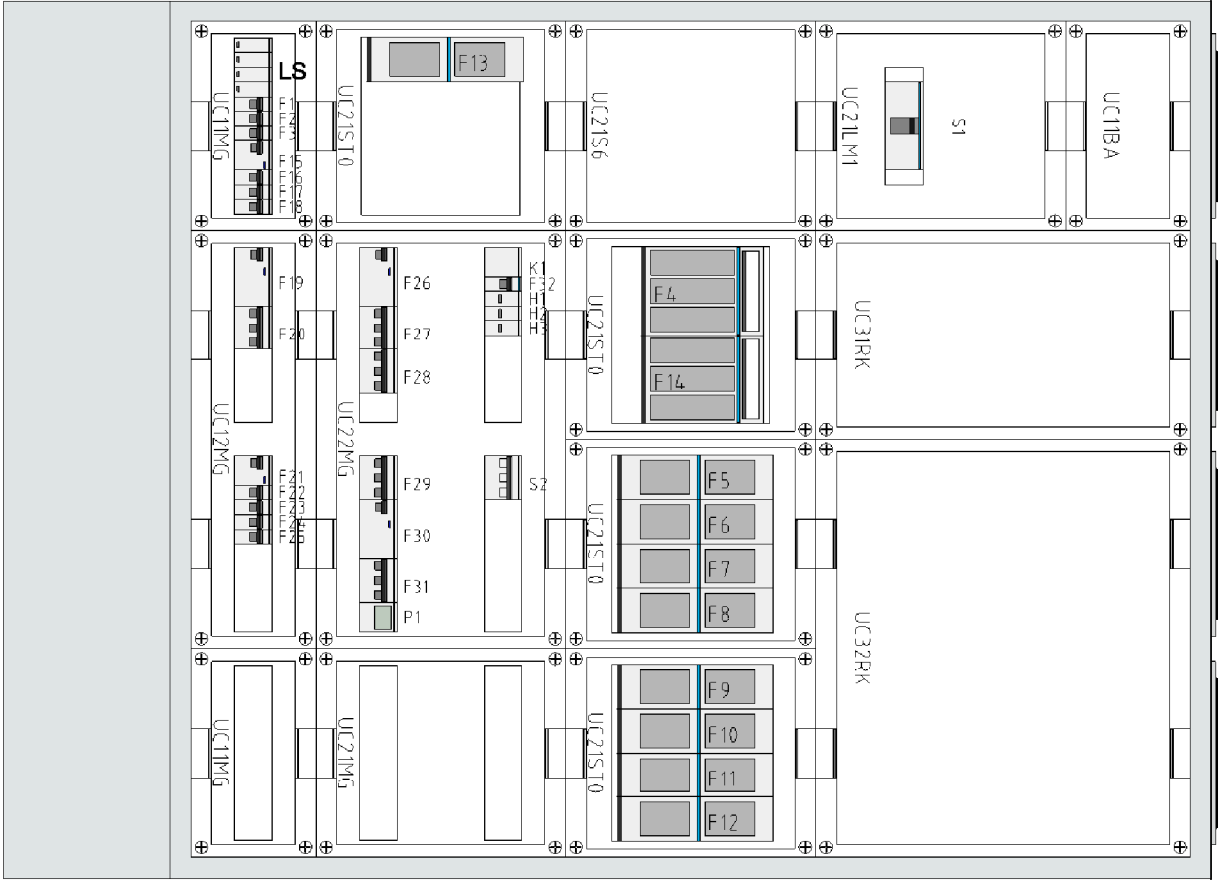 LS
F1
F2
F3
F15
F16
F17
F18
UC11MG
F13
UC21ST0
UC21S6
UC21LM1
S1
UC11BA
F19
F20
UC12MG
F21
F22
F23
F24
F25
F26
F27
F28
UC22MG
F29
F30
F31
P1
K1
F32
H1
H2
H3
S2
F4
F14
UC21ST0
UC31RK
F5
F6
F7
F8
UC21ST0
UC32RK
UC11MG
UC21MG
F9
F10
F11
F12
UC21ST0